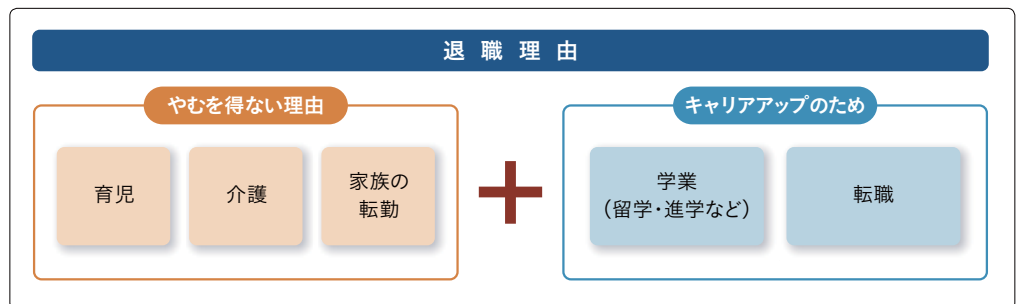 退職理由
やむを得ない理由
キャリアアップのため
育児
介護
家族の
転勤
学業
（留学・進学など）
転職